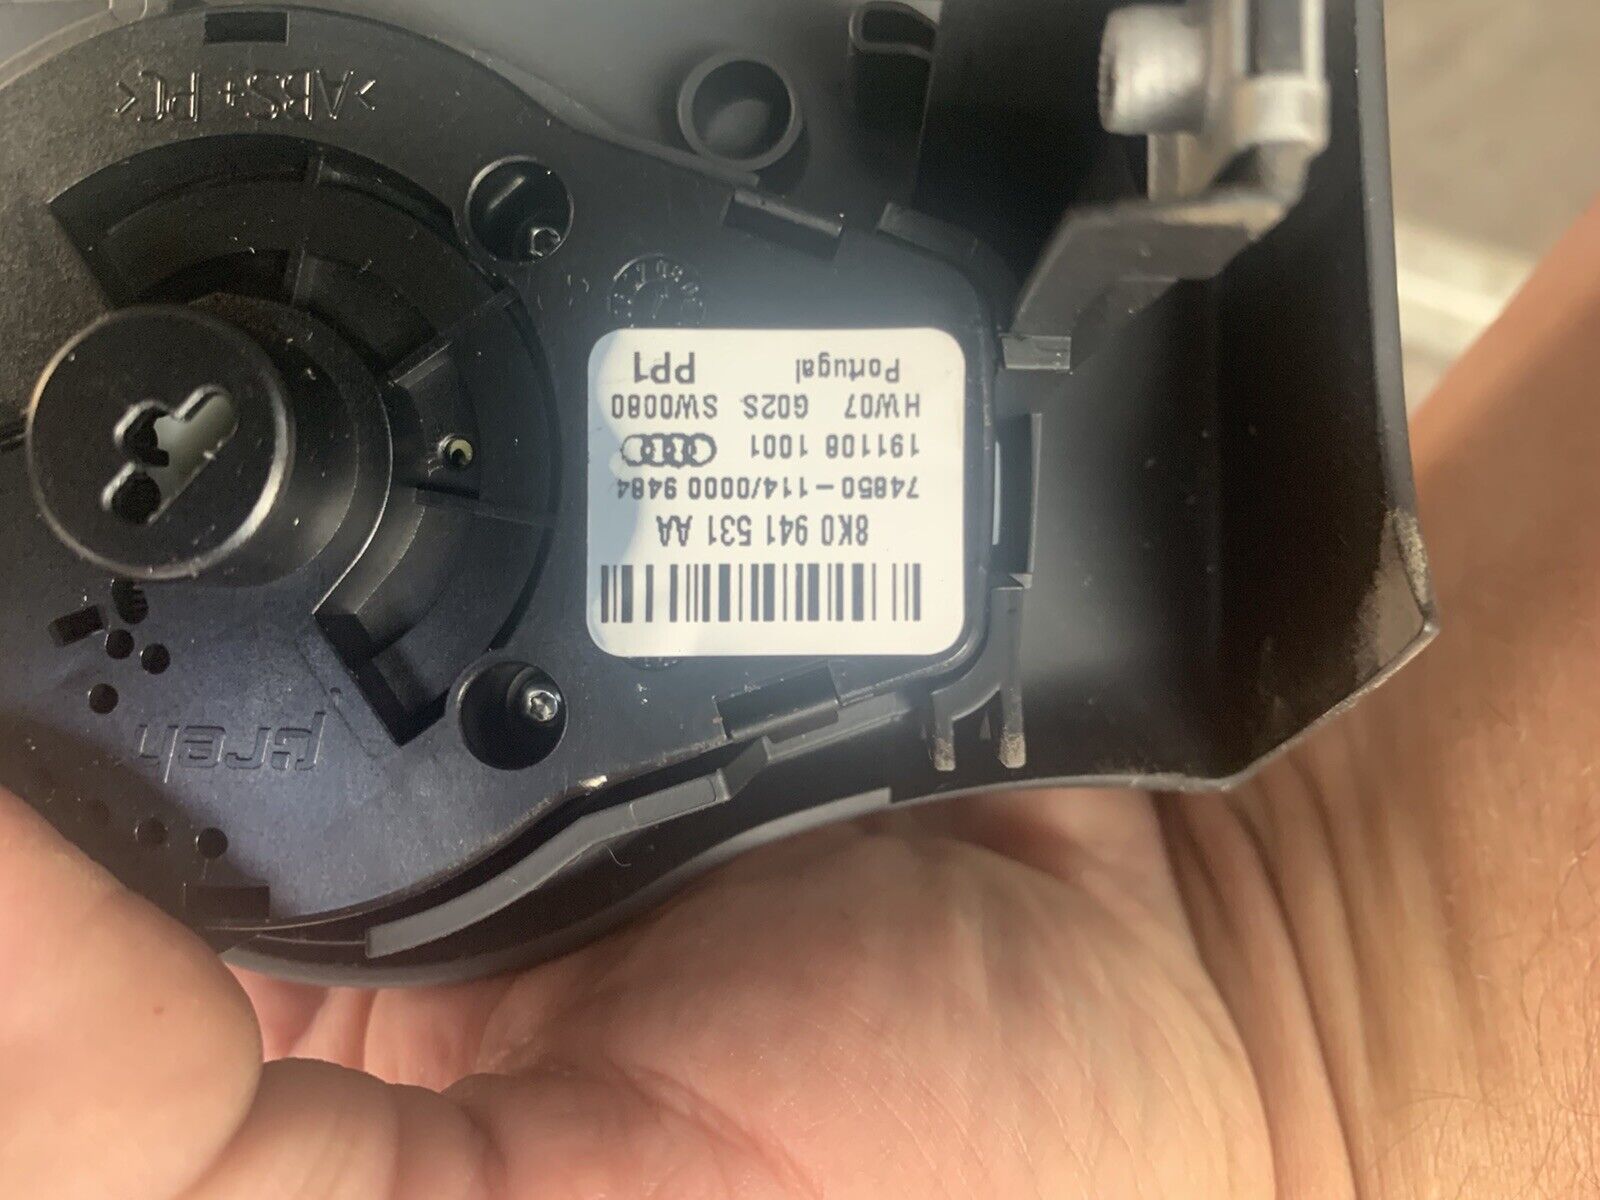 8K0 941 531 AA
74850-114/0000 9484
191108 1001
HW07 G02S SW0080
Portugal PP1
>ABS+PC<
preh